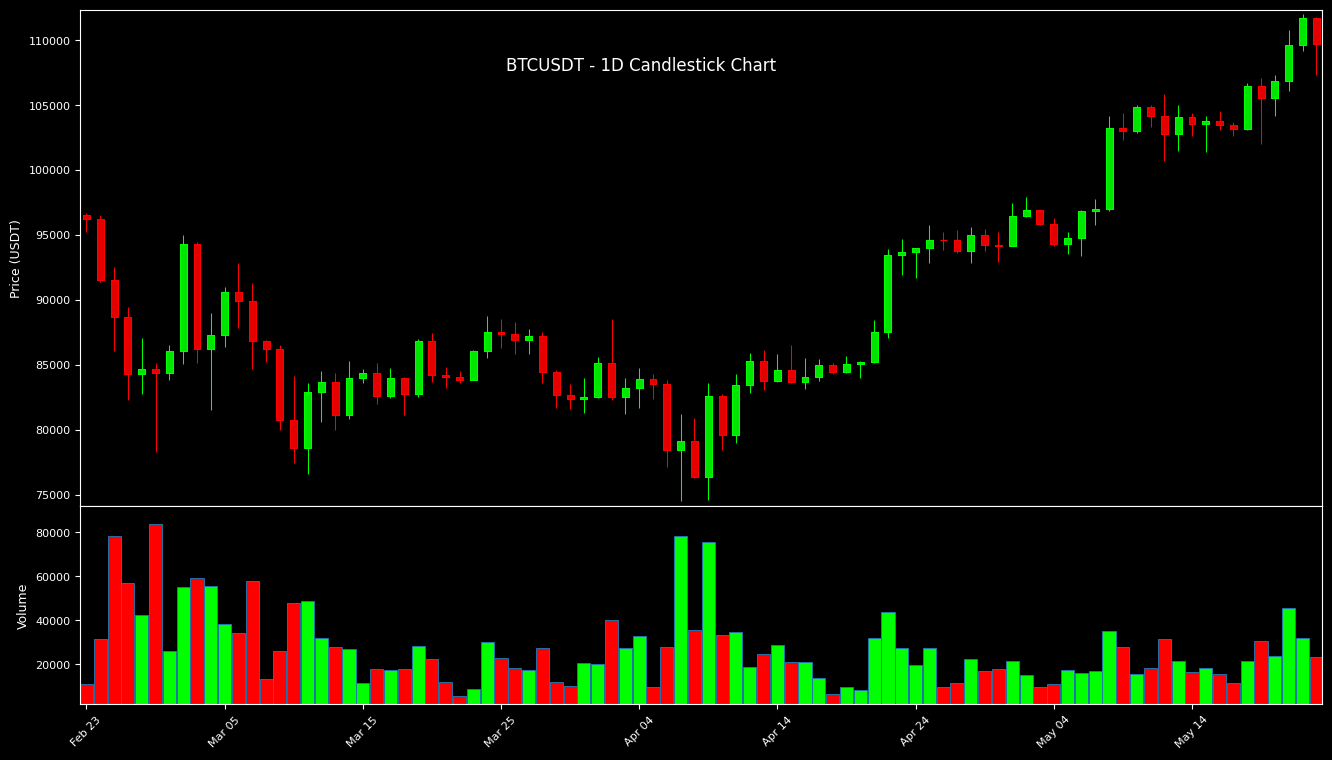 BTCUSDT - 1D Candlestick Chart
Price (USDT)
110000
105000
100000
95000
90000
85000
80000
75000
Volume
80000
60000
40000
20000
Feb 23
Mar 05
Mar 15
Mar 25
Apr 04
Apr 14
Apr 24
May 04
May 14